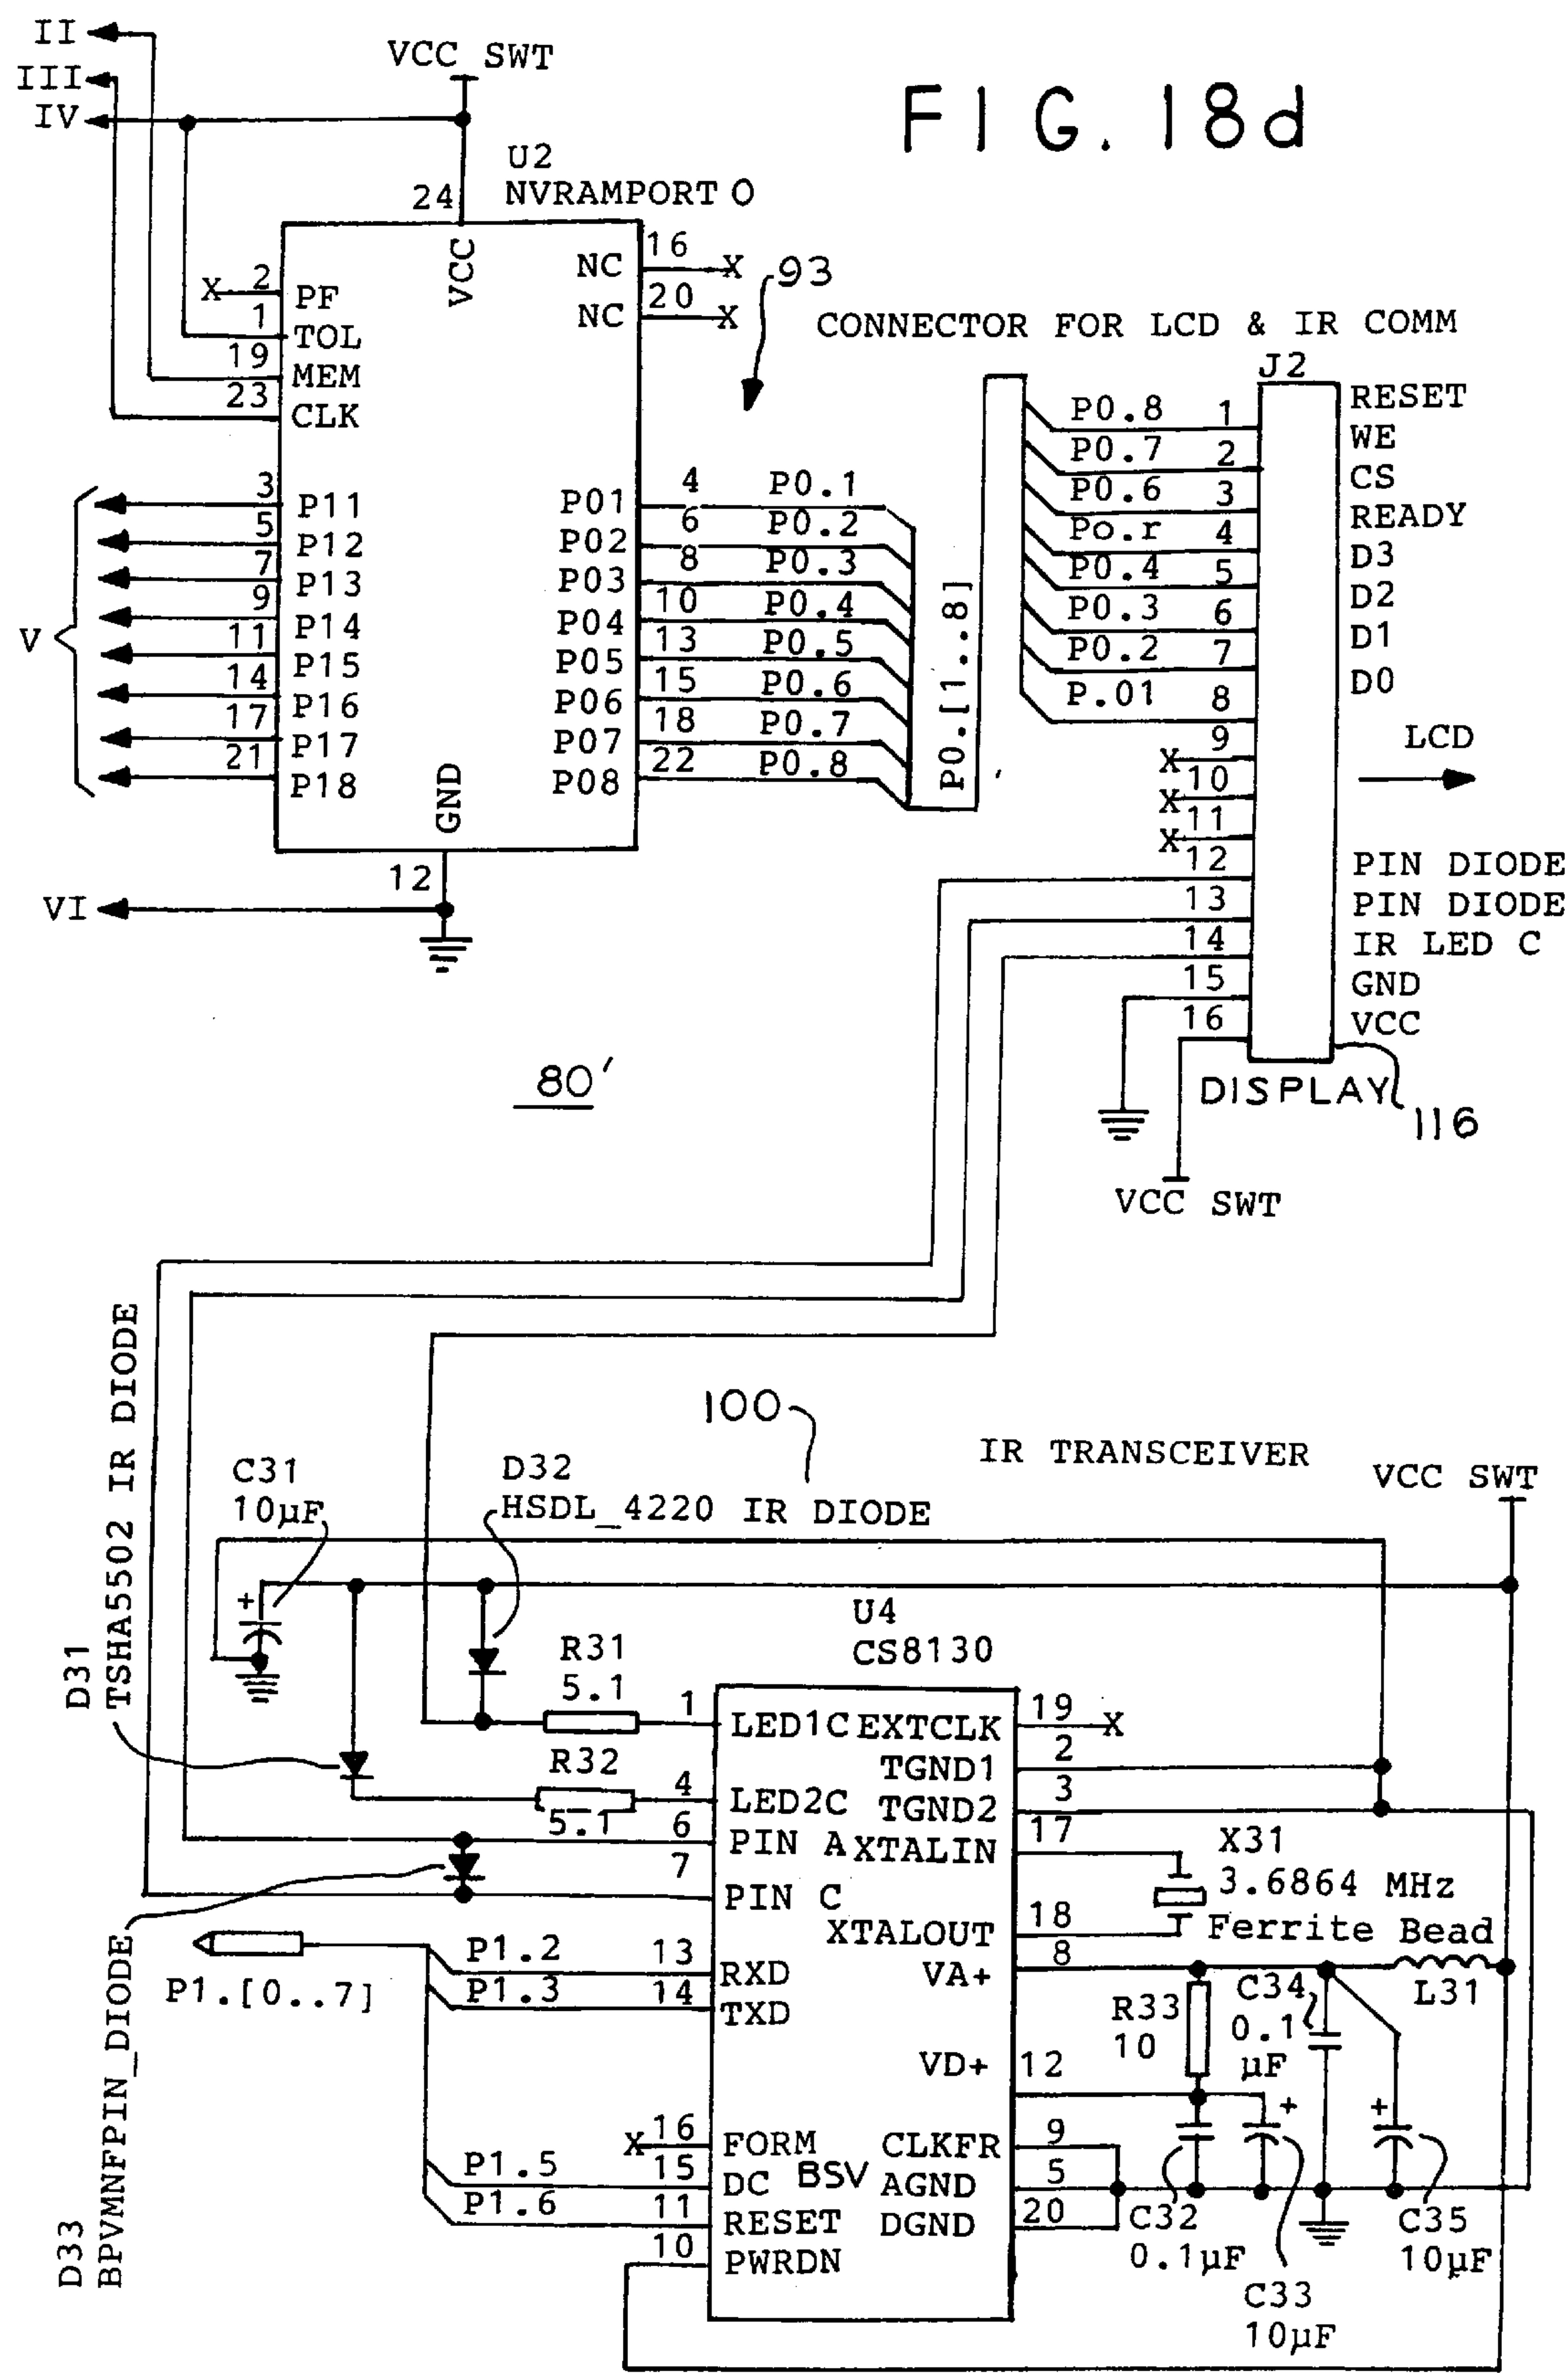 FIG. 18d
II
III
IV
VCC SWT
U2
NVRAMPORT 0
24
VCC
X 2 PF
1 TOL
19 MEM
23 CLK
NC 16 X
NC 20 X
93
V
3 P11
5 P12
7 P13
9 P14
11 P15
14 P16
17 P17
21 P18
P01 4 P0.1
P02 6 P0.2
P03 8 P0.3
P04 10 P0.4
P05 13 P0.5
P06 15 P0.6
P07 18 P0.7
P08 22 P0.8
GND
12
VI
P0.[1..8]
CONNECTOR FOR LCD & IR COMM
J2
P0.8 1 RESET
P0.7 2 WE
P0.6 3 CS
Po.r 4 READY
P0.4 5 D3
P0.3 6 D2
P0.2 7 D1
P.01 8 D0
X 9
X 10
X 11
LCD
12 PIN DIODE
13 PIN DIODE
14 IR LED C
15 GND
16 VCC
DISPLAY
116
VCC SWT
80'
100
IR TRANSCEIVER
VCC SWT
D31
TSHA5502 IR DIODE
C31
10µF
+
D32
HSDL_4220 IR DIODE
U4
CS8130
R31
5.1
R32
5.1
1 LED1C
4 LED2C
6 PIN A
7 PIN C
13 RXD
14 TXD
X 16 FORM
15 DC
BSV
11 RESET
10 PWRDN
EXTCLK 19 X
TGND1 2
TGND2 3
XTALIN 17
XTALOUT 18
VA+ 8
VD+ 12
CLKFR 9
AGND 5
DGND 20
P1.[0..7]
P1.2
P1.3
P1.5
P1.6
D33
BPVMNFPIN_DIODE
X31
3.6864 MHz
Ferrite Bead
L31
R33
10
C34
0.1
µF
+
+
C32
0.1µF
C33
10µF
C35
10µF